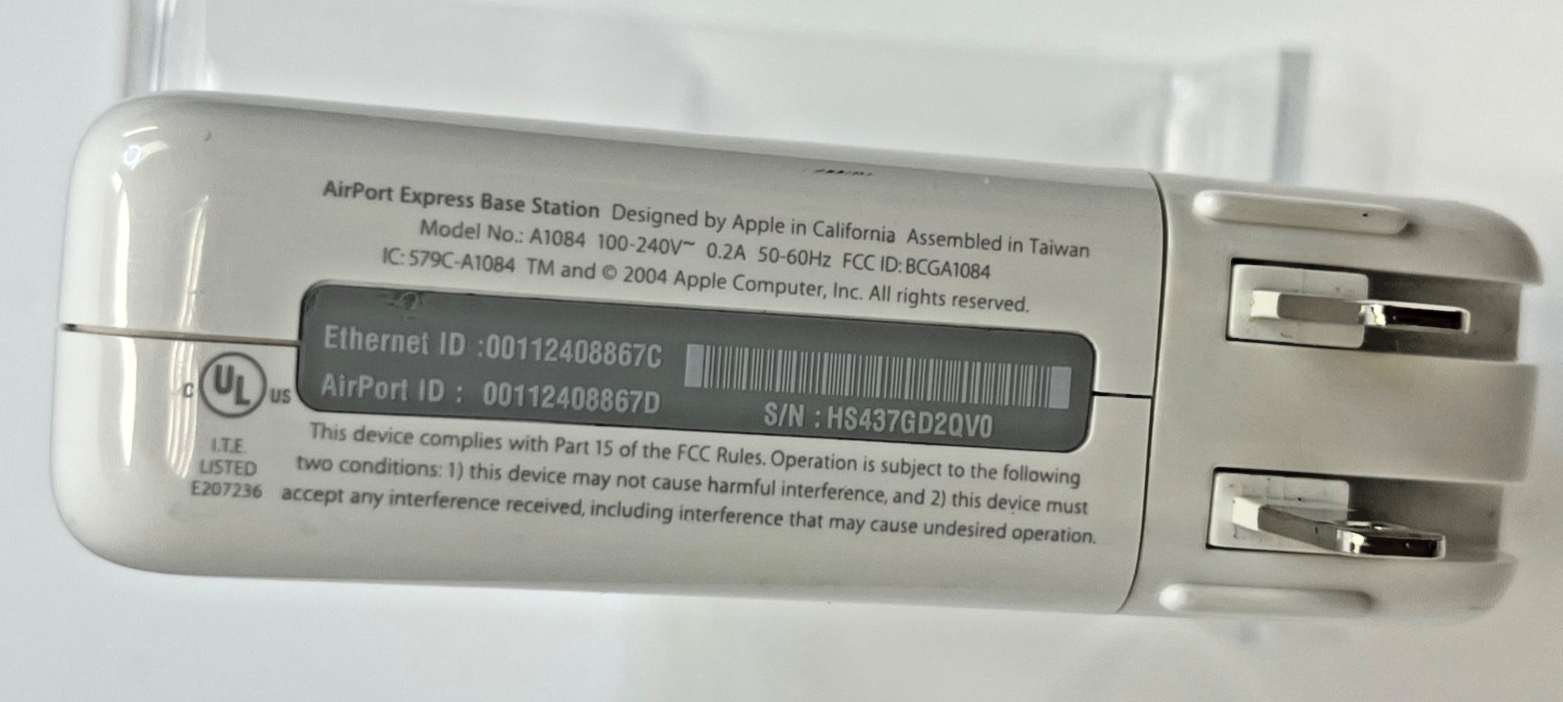 AirPort Express Base Station Designed by Apple in California Assembled in Taiwan
Model No.: A1084 100-240V~ 0.2A 50-60Hz FCC ID: BCGA1084
IC: 579C-A1084 TM and © 2004 Apple Computer, Inc. All rights reserved.
Ethernet ID :00112408867C
AirPort ID : 00112408867D
S/N : HS437GD2QV0
C UL US
I.T.E.
LISTED
E207236
This device complies with Part 15 of the FCC Rules. Operation is subject to the following
two conditions: 1) this device may not cause harmful interference, and 2) this device must
accept any interference received, including interference that may cause undesired operation.